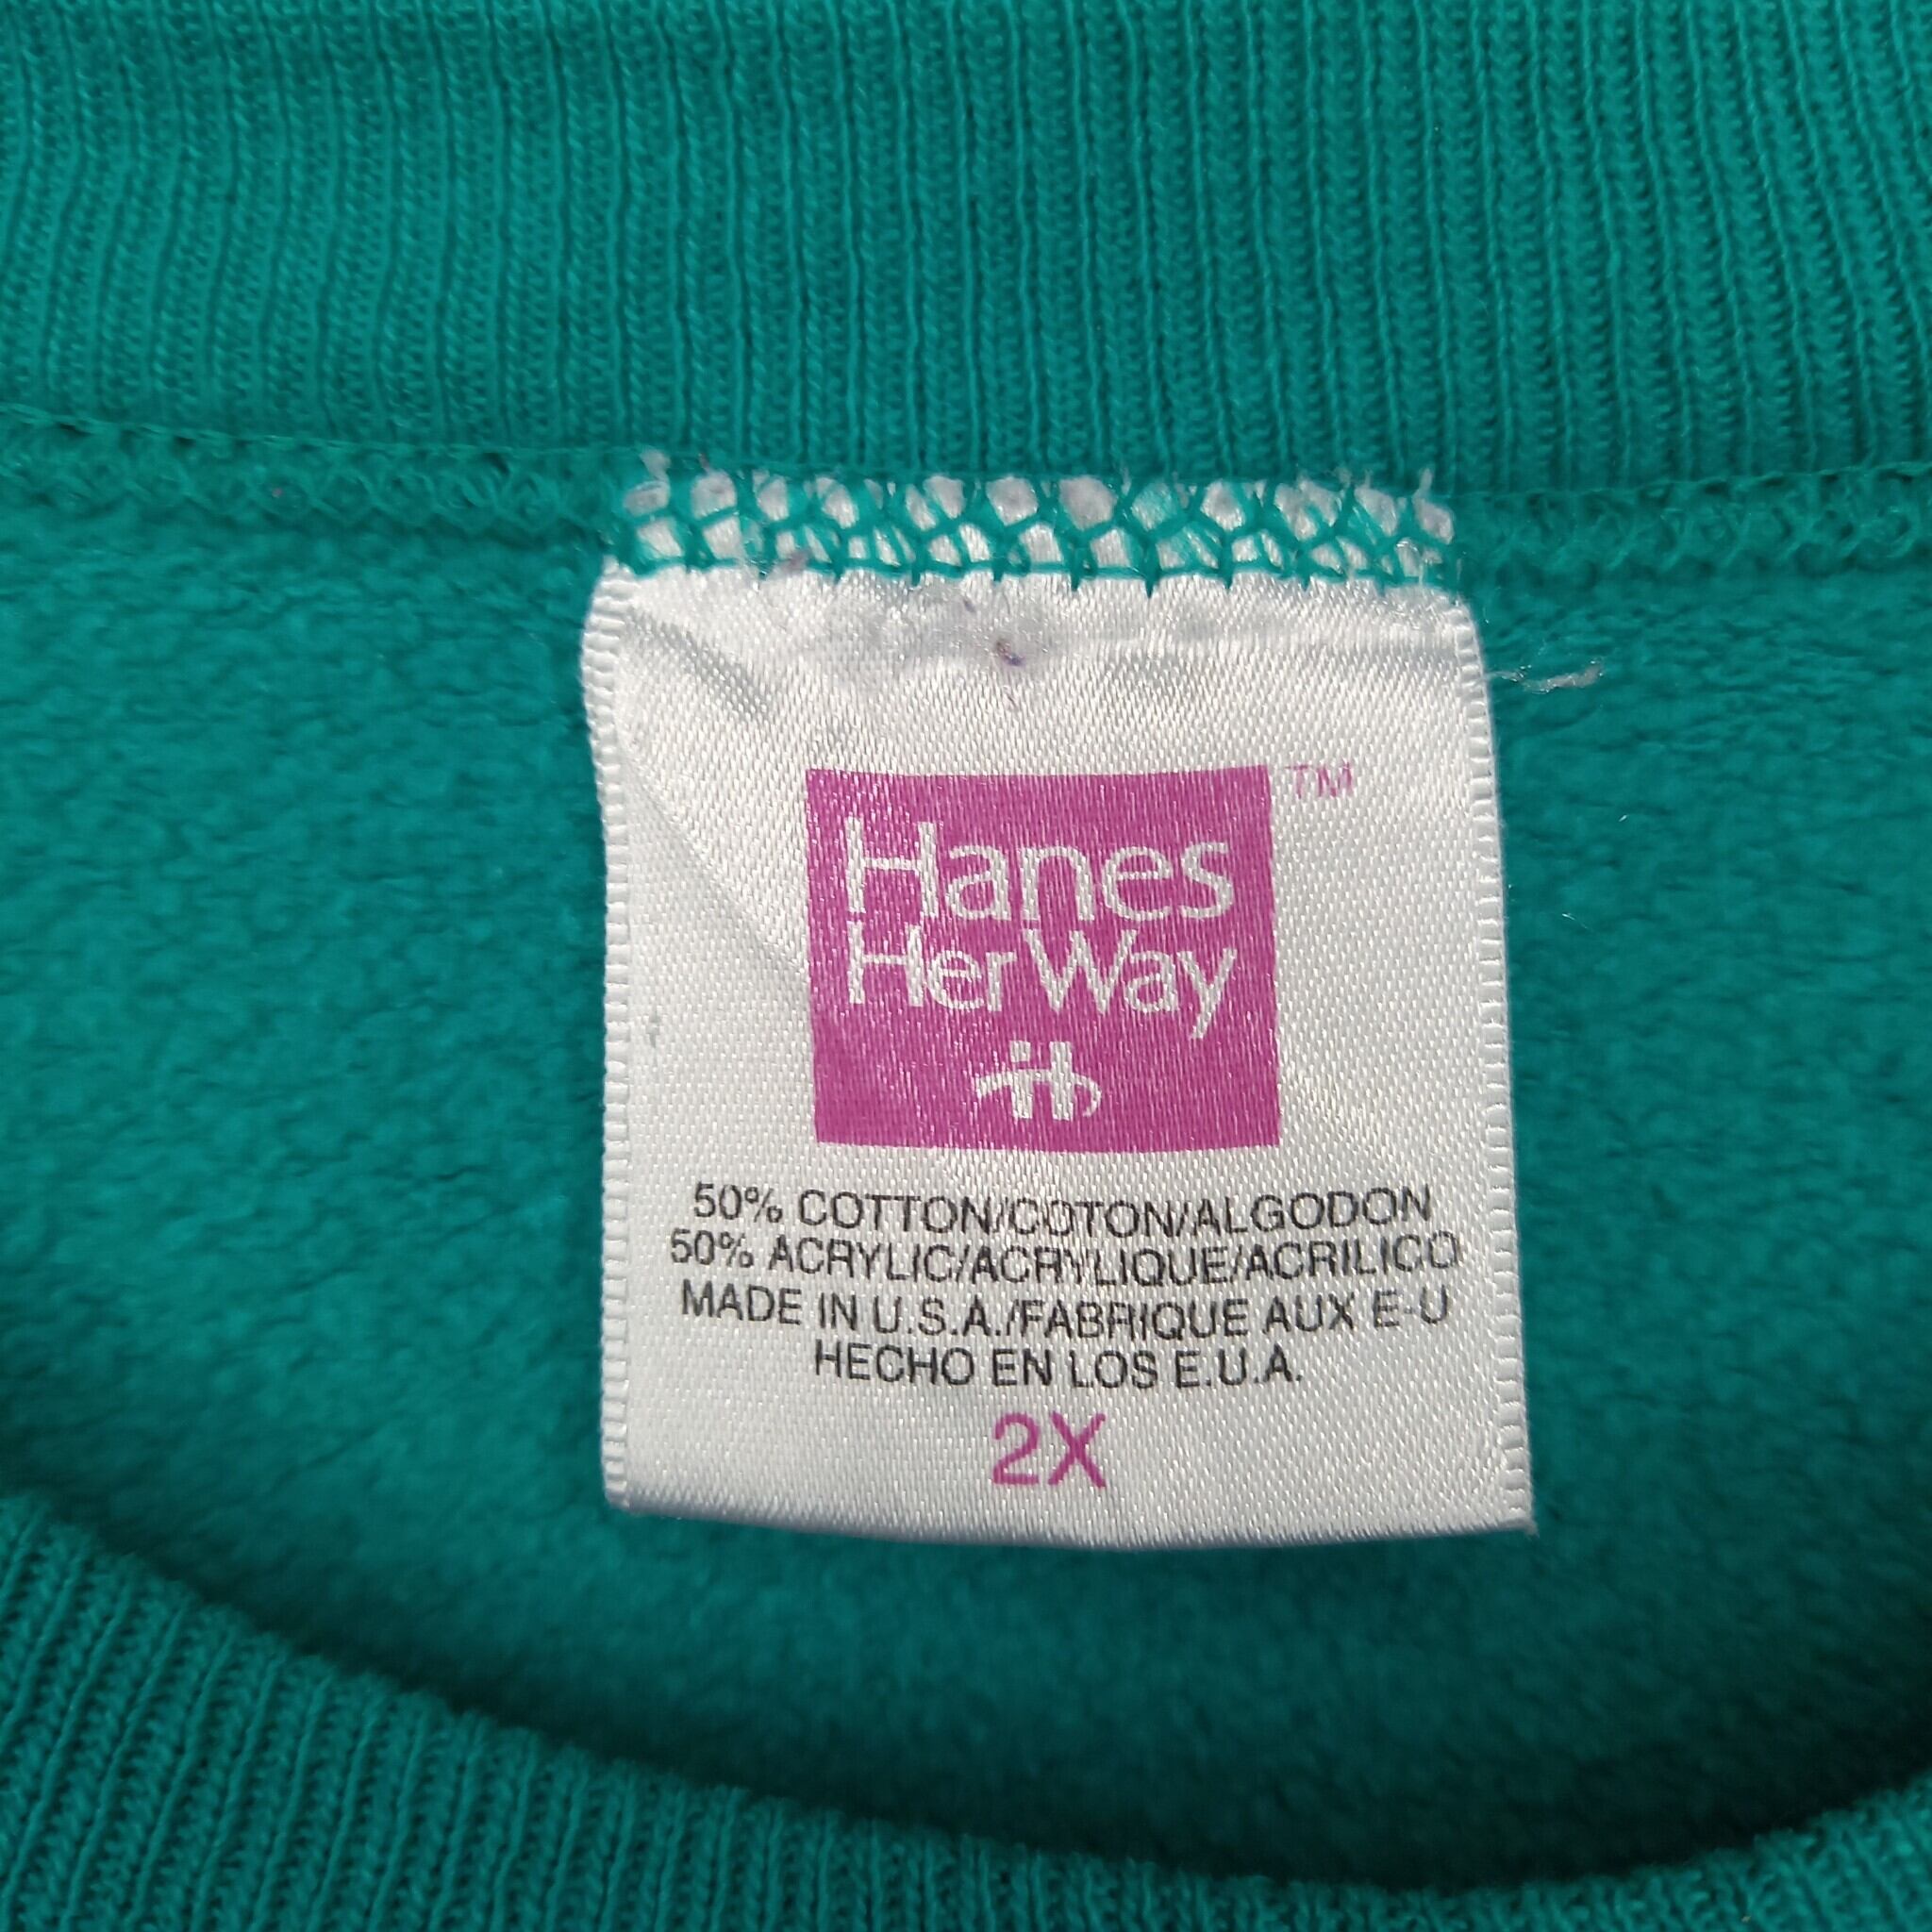 Hanes TM
Her Way
50% COTTON/COTON/ALGODON
50% ACRYLIC/ACRYLIQUE/ACRILICO
MADE IN U.S.A./FABRIQUE AUX E-U
HECHO EN LOS E.U.A.
2X